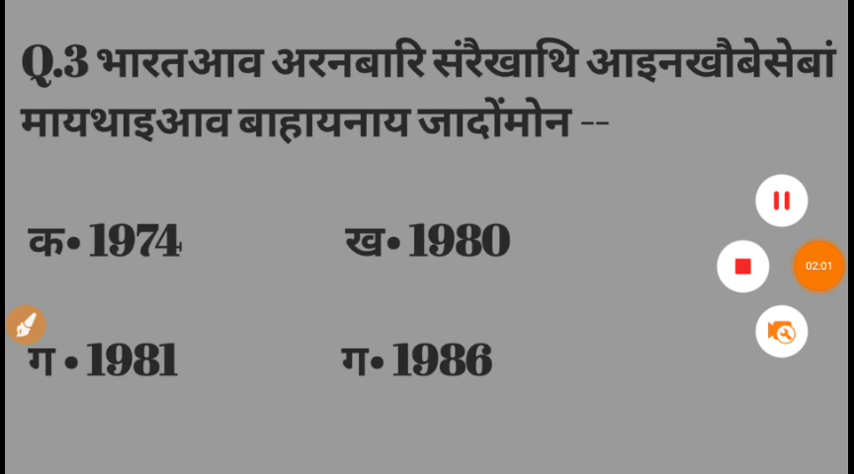 Q.3 भारतआव अरनबारि संरैखाथि आइनखौबेसेबां
मायथाइआव बाहायनाय जादोंमोन --
क• 1974 ख• 1980
02:01
ग • 1981 ग• 1986